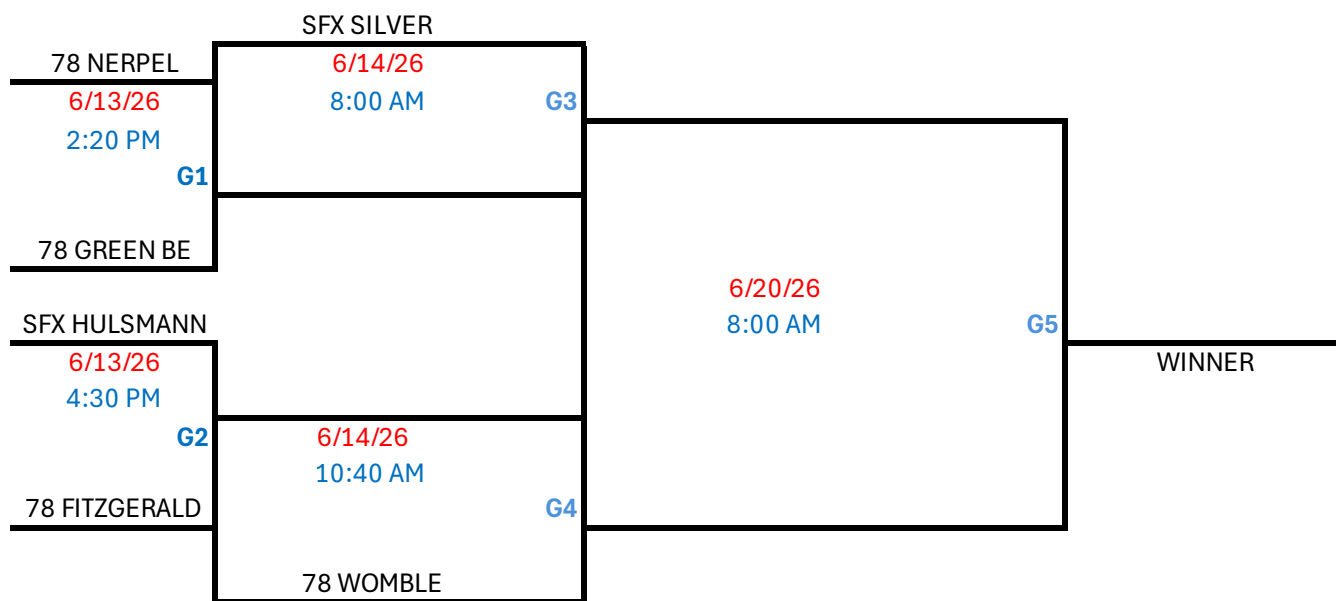 SFX SILVER
78 NERPEL
6/14/26
6/13/26
8:00 AM
G3
2:20 PM
G1
78 GREEN BE
6/20/26
SFX HULSMANN
8:00 AM
G5
6/13/26
WINNER
4:30 PM
G2
6/14/26
10:40 AM
78 FITZGERALD
G4
78 WOMBLE